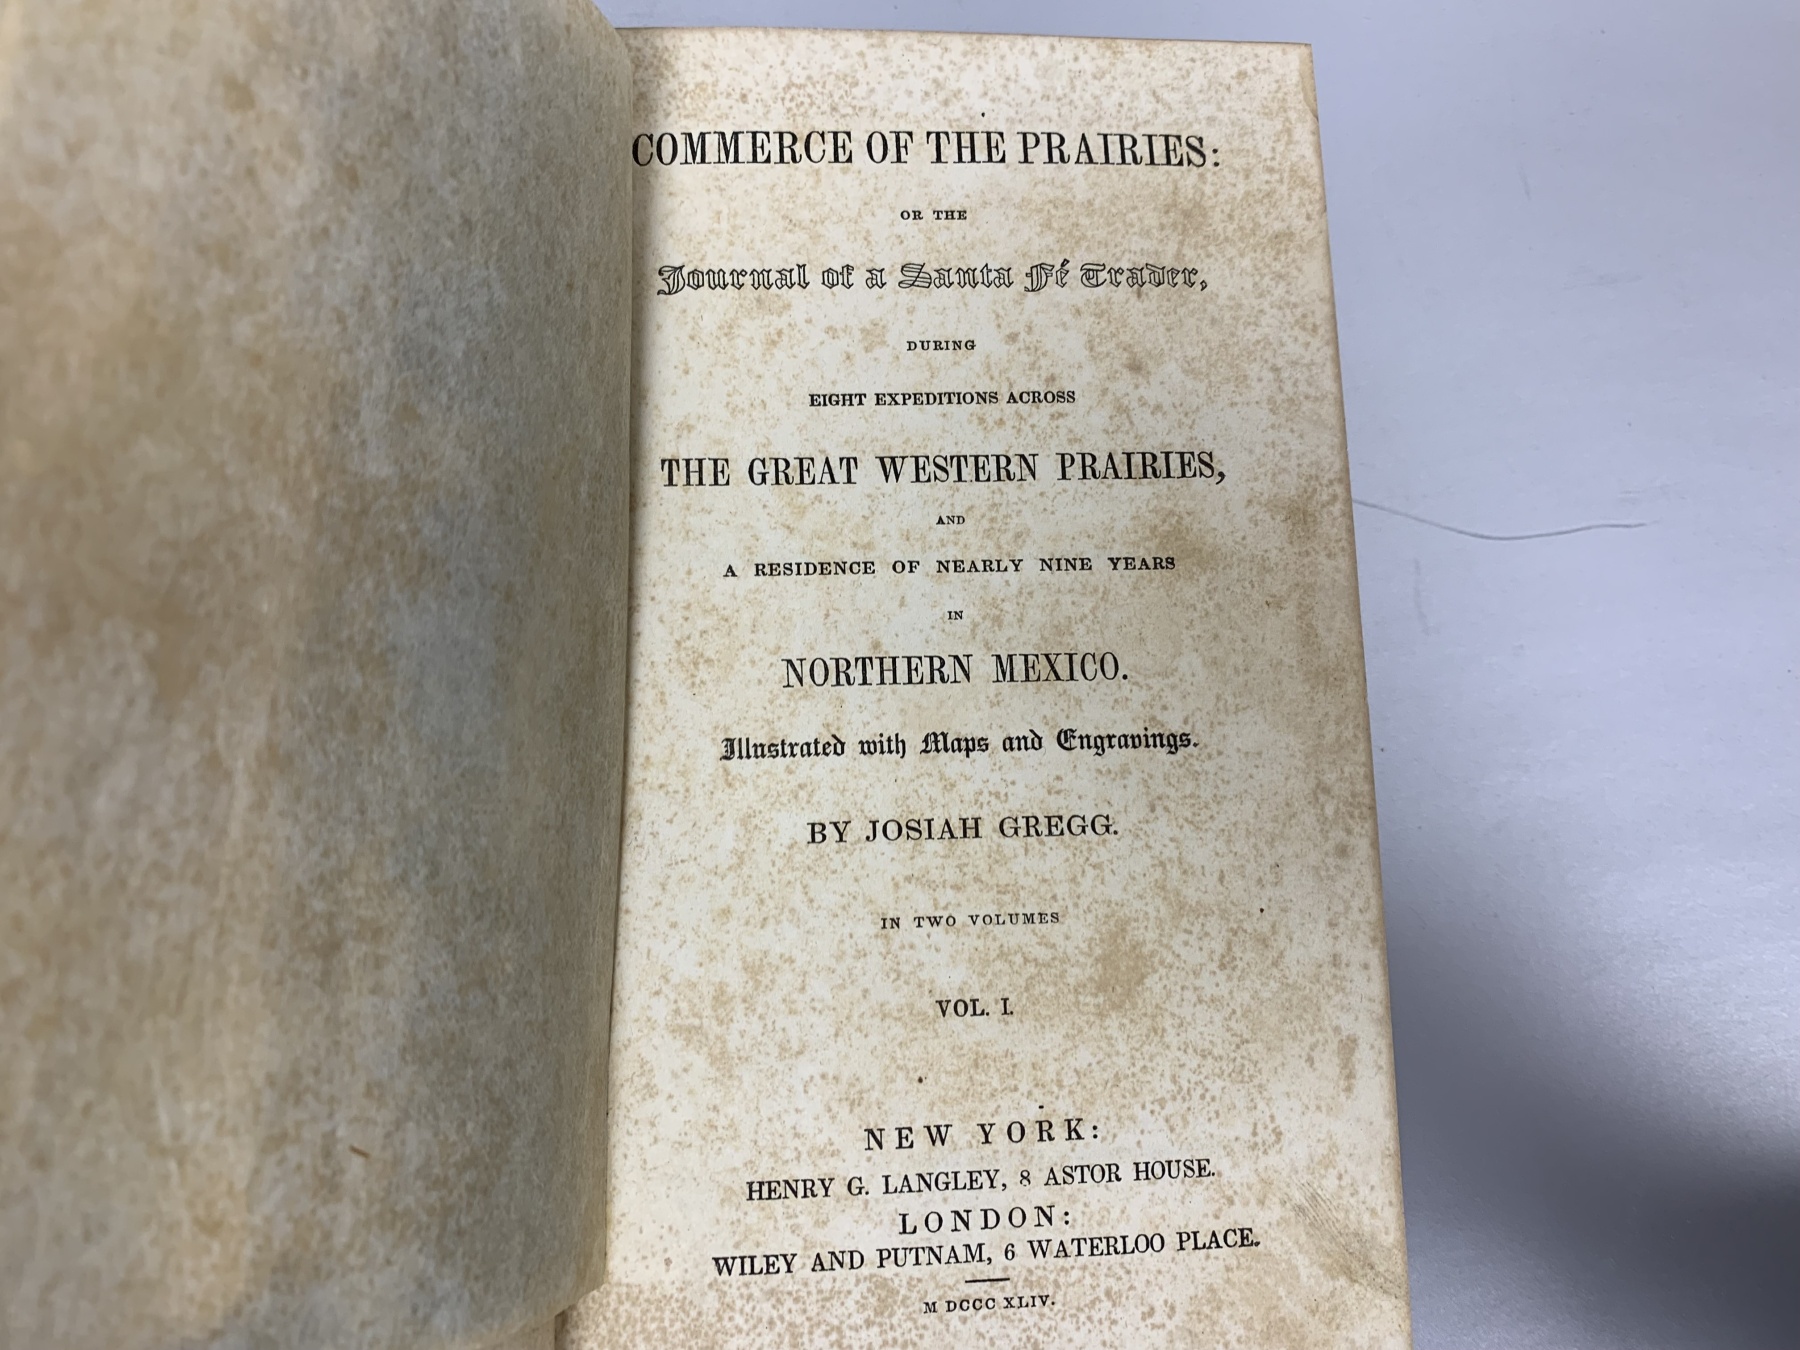 COMMERCE OF THE PRAIRIES:
OR THE
Journal of a Santa Fé Trader,
DURING
EIGHT EXPEDITIONS ACROSS
THE GREAT WESTERN PRAIRIES,
AND
A RESIDENCE OF NEARLY NINE YEARS
IN
NORTHERN MEXICO.
Illustrated with Maps and Engravings.
BY JOSIAH GREGG.
IN TWO VOLUMES
VOL. I.
NEW YORK:
HENRY G. LANGLEY, 8 ASTOR HOUSE.
LONDON:
WILEY AND PUTNAM, 6 WATERLOO PLACE.
M DCCC XLIV.